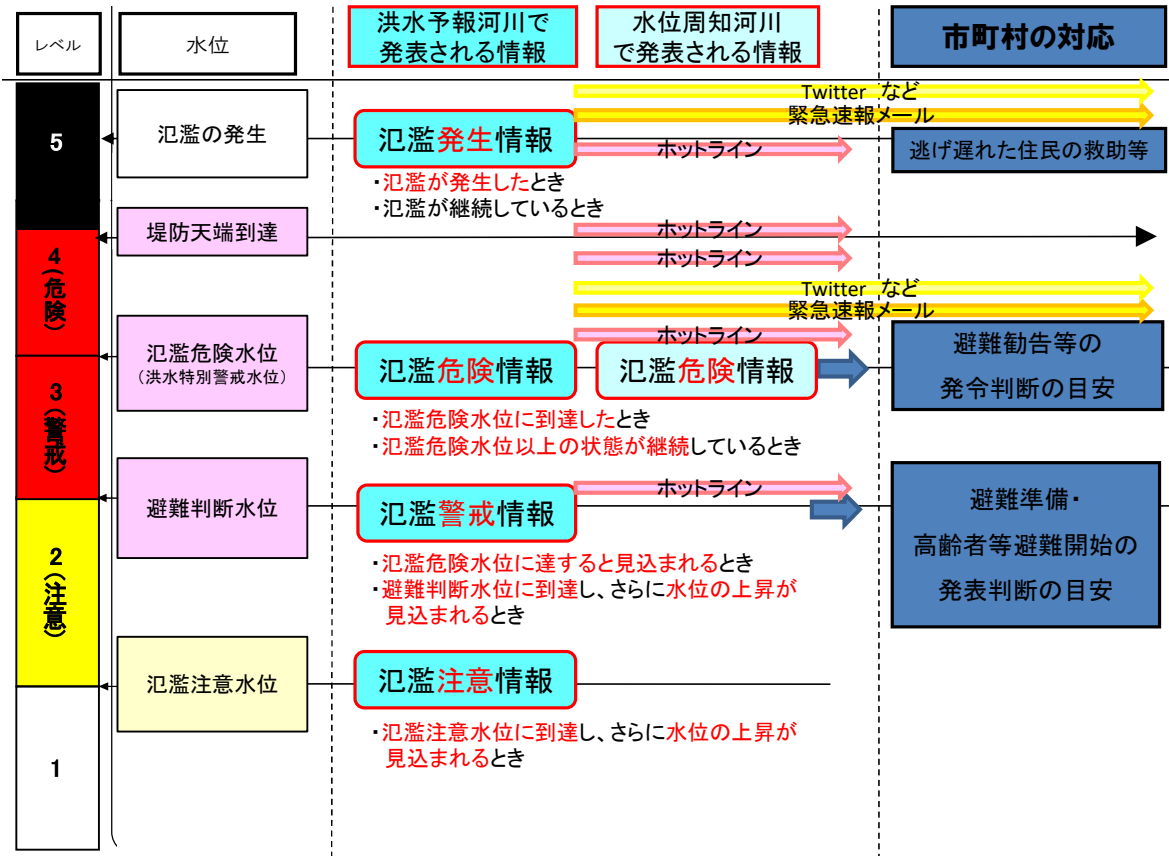 レベル
水位
洪水予報河川で
発表される情報
水位周知河川
で発表される情報
市町村の対応
5
氾濫の発生
氾濫発生情報
Twitter など
緊急速報メール
ホットライン
逃げ遅れた住民の救助等
・氾濫が発生したとき
・氾濫が継続しているとき
堤防天端到達
ホットライン
ホットライン
4
(危険)
Twitter など
緊急速報メール
ホットライン
氾濫危険水位
(洪水特別警戒水位)
氾濫危険情報
氾濫危険情報
避難勧告等の
発令判断の目安
・氾濫危険水位に到達したとき
・氾濫危険水位以上の状態が継続しているとき
3
(警戒)
避難判断水位
氾濫警戒情報
ホットライン
避難準備・
高齢者等避難開始の
発表判断の目安
・氾濫危険水位に達すると見込まれるとき
・避難判断水位に到達し、さらに水位の上昇が
見込まれるとき
2
(注意)
氾濫注意水位
氾濫注意情報
・氾濫注意水位に到達し、さらに水位の上昇が
見込まれるとき
1